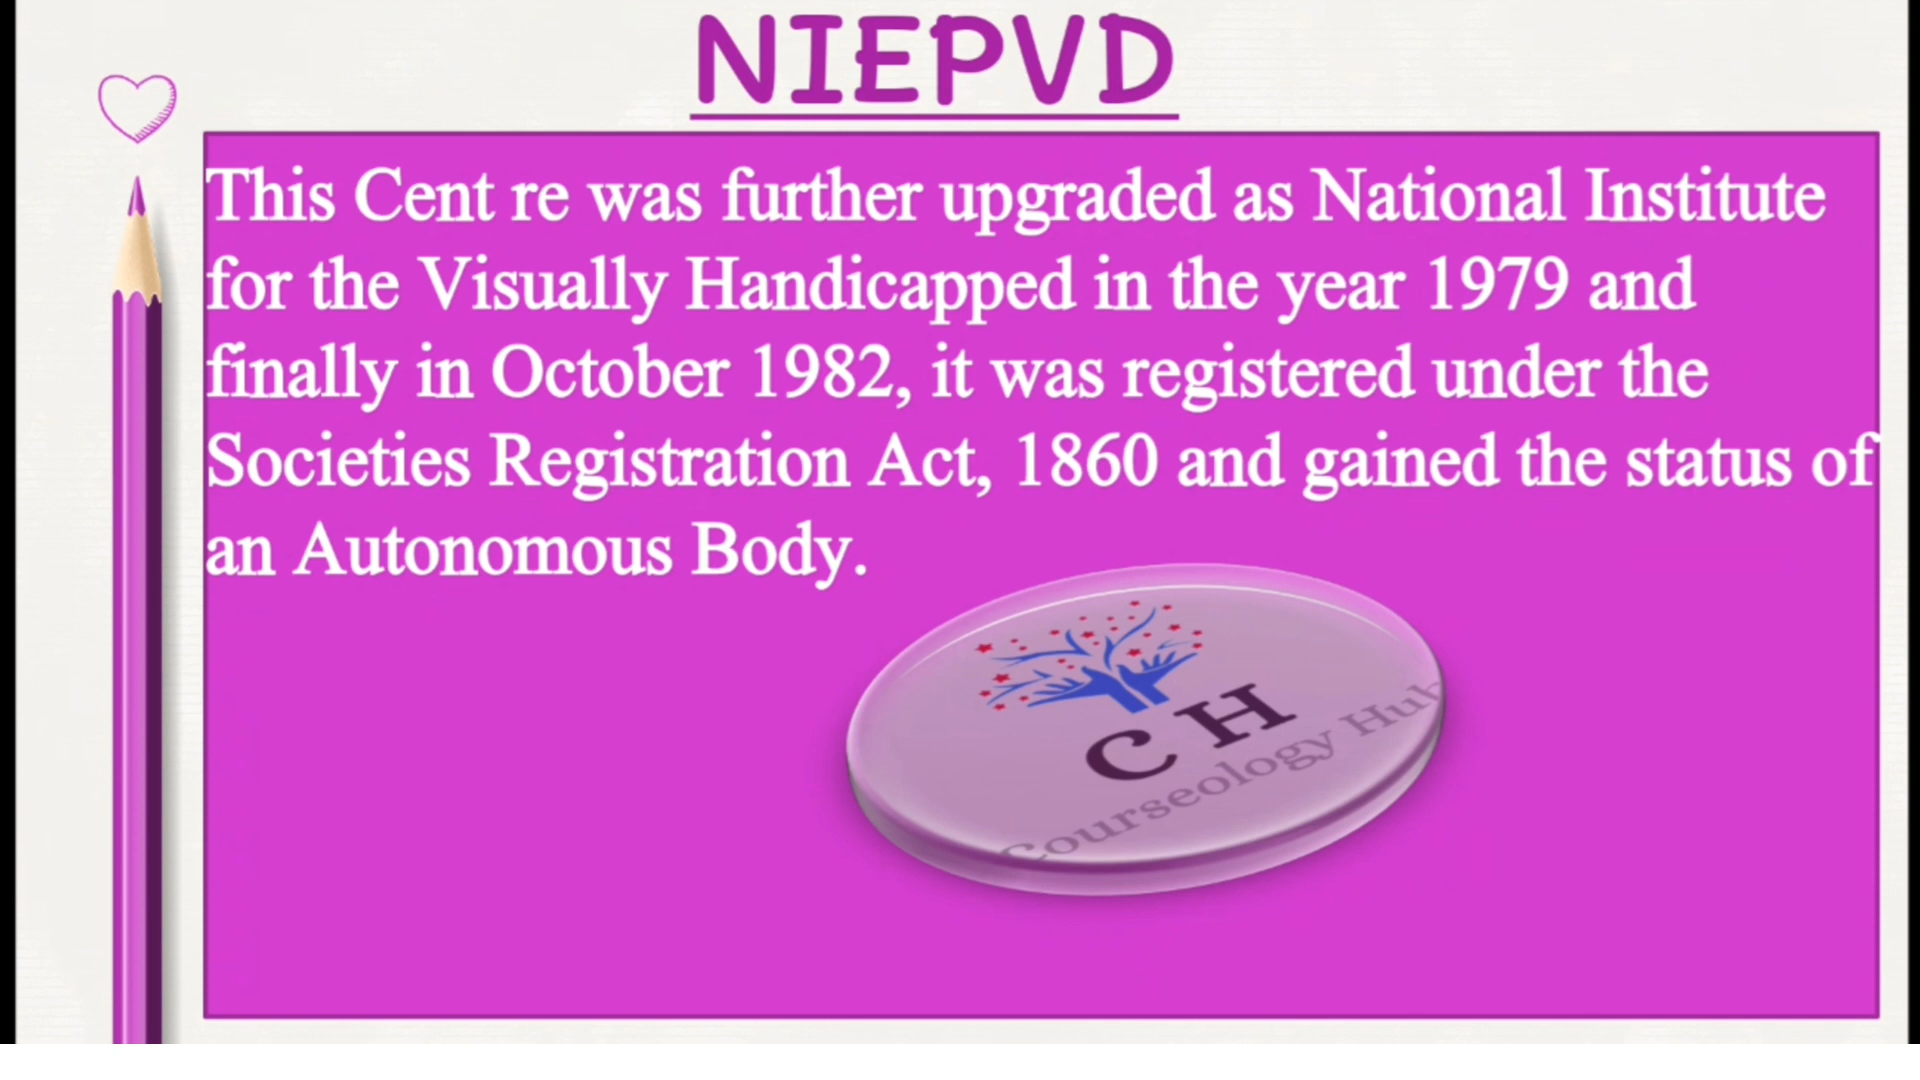 NIEPVD
This Cent re was further upgraded as National Institute
for the Visually Handicapped in the year 1979 and
finally in October 1982, it was registered under the
Societies Registration Act, 1860 and gained the status of
an Autonomous Body.
C H
Courseology Hub